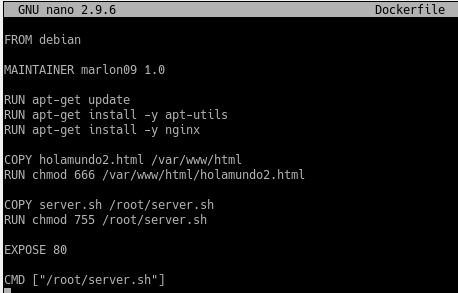 GNU nano 2.9.6 Dockerfile
FROM debian
MAINTAINER marlon09 1.0
RUN apt-get update
RUN apt-get install -y apt-utils
RUN apt-get install -y nginx
COPY holamundo2.html /var/www/html
RUN chmod 666 /var/www/html/holamundo2.html
COPY server.sh /root/server.sh
RUN chmod 755 /root/server.sh
EXPOSE 80
CMD ["/root/server.sh"]